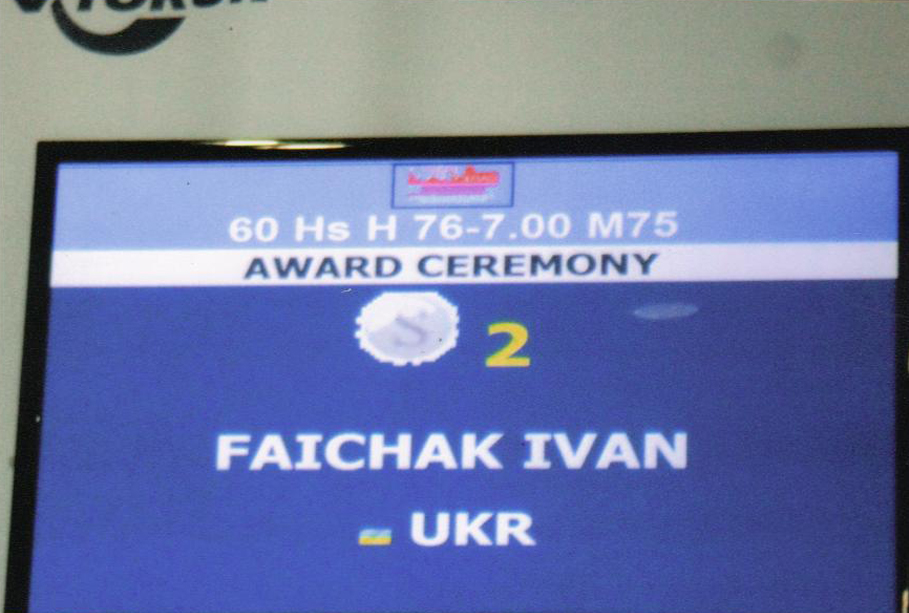 60 Hs H 76-7.00 M75
AWARD CEREMONY
S 2
FAICHAK IVAN
UKR